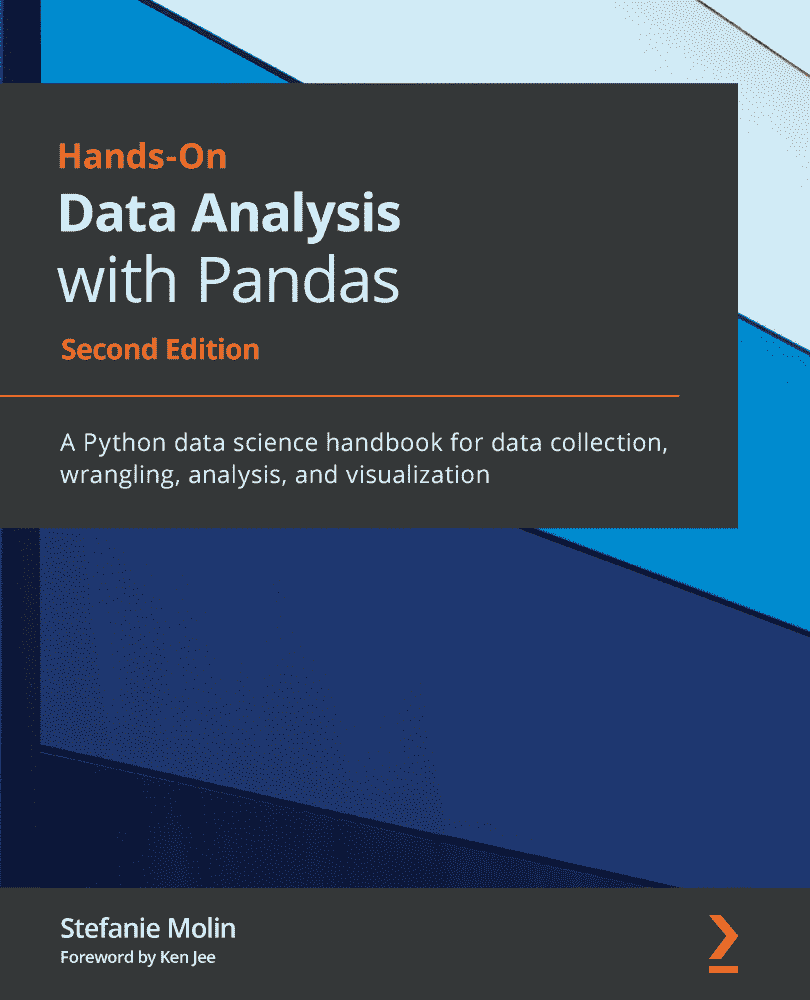 Hands-On
Data Analysis
with Pandas
Second Edition
A Python data science handbook for data collection,
wrangling, analysis, and visualization
Stefanie Molin
Foreword by Ken Jee